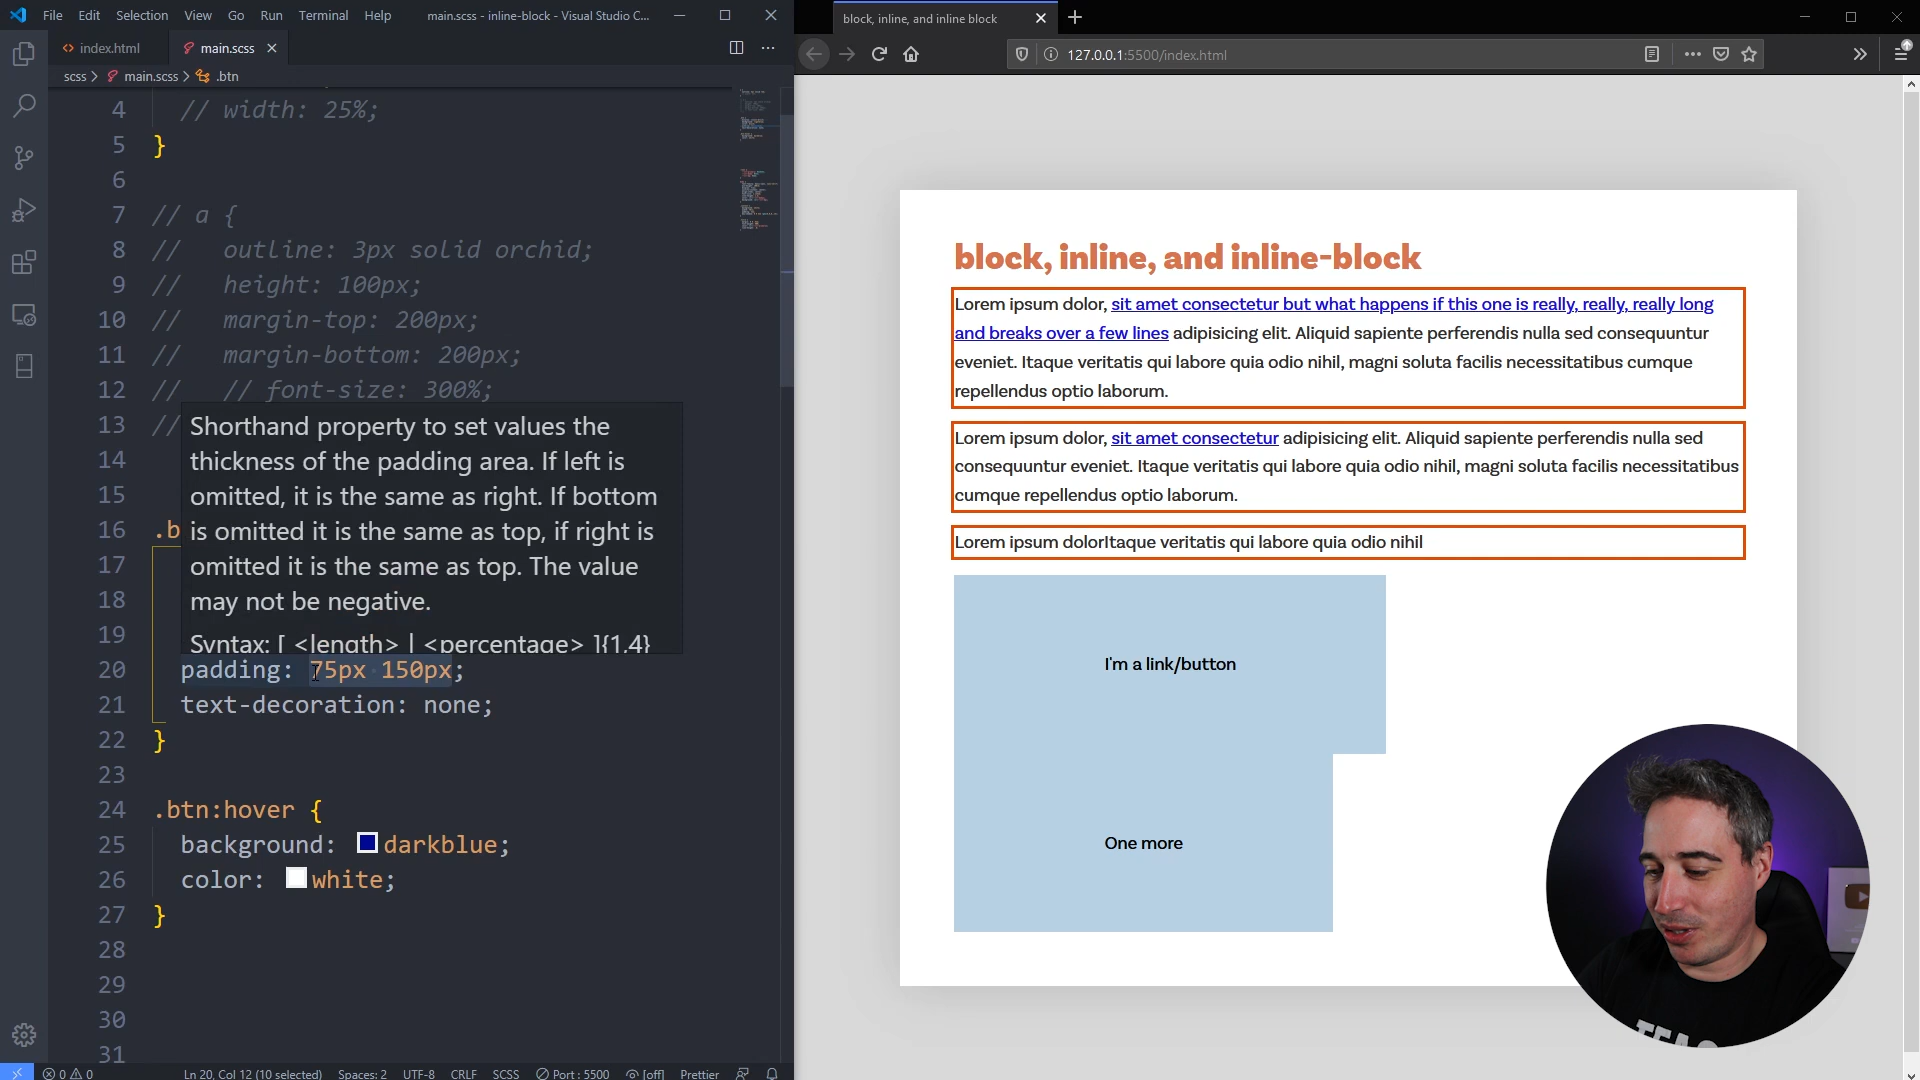 File Edit Selection View Go Run Terminal Help
main.scss - inline-block - Visual Studio C...
index.html
main.scss
scss > main.scss > .btn
4 // width: 25%;
5 }
6
7 // a {
8 // outline: 3px solid orchid;
9 // height: 100px;
10 // margin-top: 200px;
11 // margin-bottom: 200px;
12 // // font-size: 300%;
13 //
14
15
16 .b
17
18
19
Shorthand property to set values the
thickness of the padding area. If left is
omitted, it is the same as right. If bottom
is omitted it is the same as top, if right is
omitted it is the same as top. The value
may not be negative.
Syntax: [ <length> | <percentage> ]{1,4}
20 padding: 75px 150px;
21 text-decoration: none;
22 }
23
24 .btn:hover {
25 background: darkblue;
26 color: white;
27 }
28
29
30
31
0 0
Ln 20, Col 12 (10 selected) Spaces: 2 UTF-8 CRLF SCSS Port : 5500 [off] Prettier
block, inline, and inline block
127.0.0.1:5500/index.html
block, inline, and inline-block
Lorem ipsum dolor, sit amet consectetur but what happens if this one is really, really, really long
and breaks over a few lines adipisicing elit. Aliquid sapiente perferendis nulla sed consequuntur
eveniet. Itaque veritatis qui labore quia odio nihil, magni soluta facilis necessitatibus cumque
repellendus optio laborum.
Lorem ipsum dolor, sit amet consectetur adipisicing elit. Aliquid sapiente perferendis nulla sed
consequuntur eveniet. Itaque veritatis qui labore quia odio nihil, magni soluta facilis necessitatibus
cumque repellendus optio laborum.
Lorem ipsum dolorItaque veritatis qui labore quia odio nihil
I'm a link/button
One more